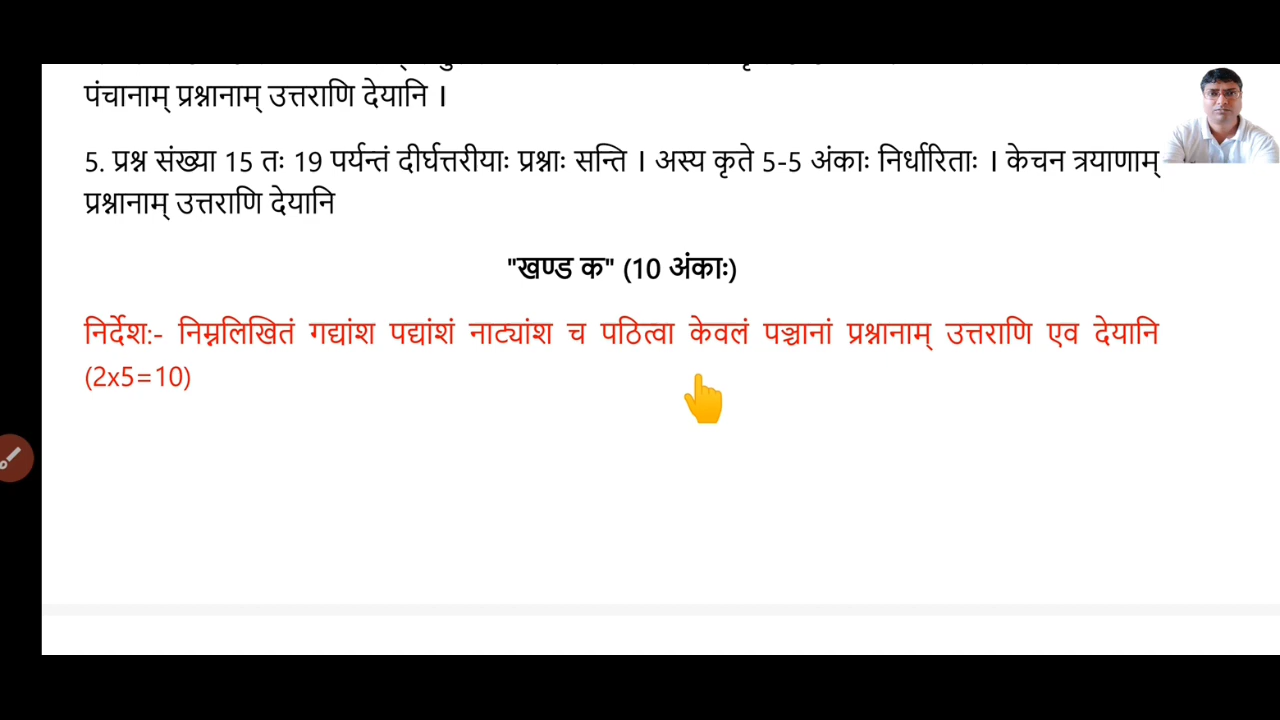 पंचानाम् प्रश्नानाम् उत्तराणि देयानि ।
5. प्रश्न संख्या 15 तः 19 पर्यन्तं दीर्घत्तरीयाः प्रश्नाः सन्ति । अस्य कृते 5-5 अंकाः निर्धारिताः । केचन त्रयाणाम्
प्रश्नानाम् उत्तराणि देयानि
"खण्ड क" (10 अंकाः)
निर्देश:- निम्नलिखितं गद्यांश पद्यांशं नाट्यांश च पठित्वा केवलं पञ्चानां प्रश्नानाम् उत्तराणि एव देयानि
(2x5=10)